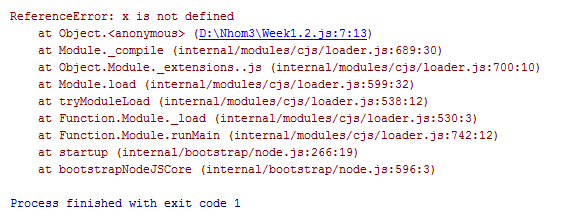 ReferenceError: x is not defined
at Object.<anonymous> (D:\Nhom3\Week1.2.js:7:13)
at Module._compile (internal/modules/cjs/loader.js:689:30)
at Object.Module._extensions..js (internal/modules/cjs/loader.js:700:10)
at Module.load (internal/modules/cjs/loader.js:599:32)
at tryModuleLoad (internal/modules/cjs/loader.js:538:12)
at Function.Module._load (internal/modules/cjs/loader.js:530:3)
at Function.Module.runMain (internal/modules/cjs/loader.js:742:12)
at startup (internal/bootstrap/node.js:266:19)
at bootstrapNodeJSCore (internal/bootstrap/node.js:596:3)
Process finished with exit code 1